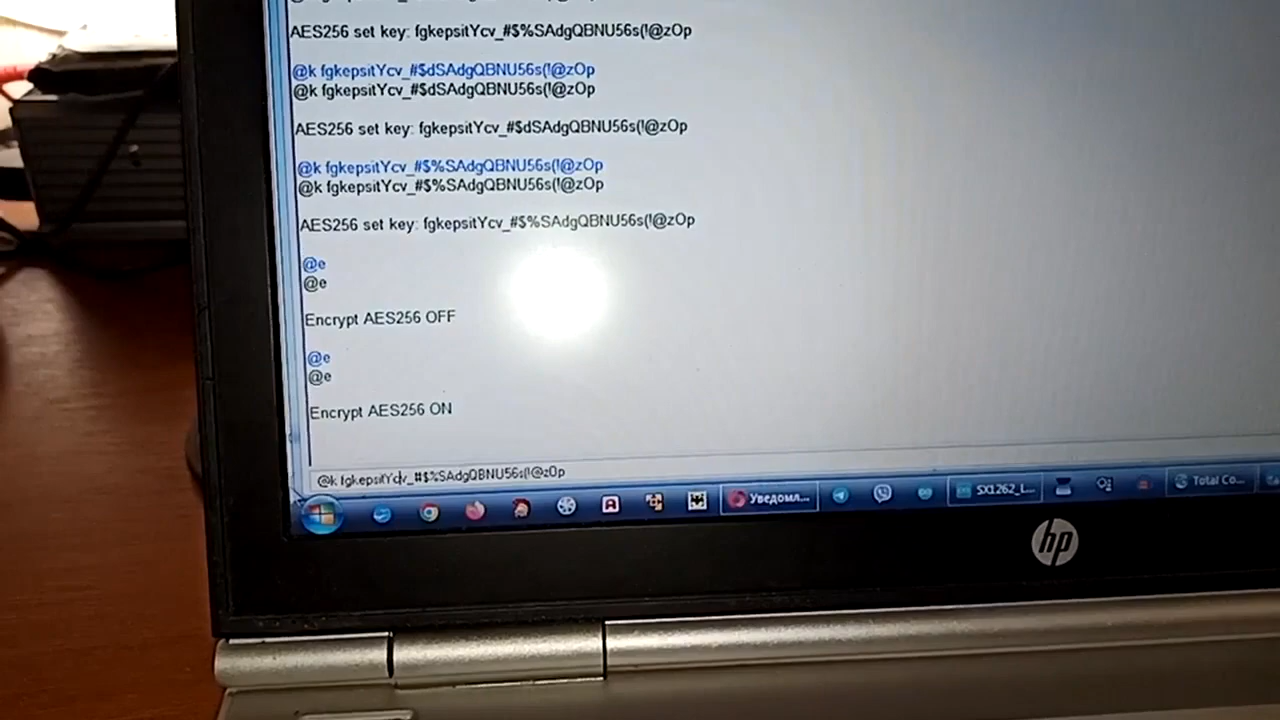 AES256 set key: fgkepsitYcv_#$%SAdgQBNU56s(!@zOp
@k fgkepsitYcv_#$dSAdgQBNU56s(!@zOp
@k fgkepsitYcv_#$dSAdgQBNU56s(!@zOp
AES256 set key: fgkepsitYcv_#$dSAdgQBNU56s(!@zOp
@k fgkepsitYcv_#$%SAdgQBNU56s(!@zOp
@k fgkepsitYcv_#$%SAdgQBNU56s(!@zOp
AES256 set key: fgkepsitYcv_#$%SAdgQBNU56s(!@zOp
@e
@e
Encrypt AES256 OFF
@e
@e
Encrypt AES256 ON
@k fgkepsitYcv_#$%SAdgQBNU56s(!@zOp
Уведомл... SX1262_L... Total Co...
hp